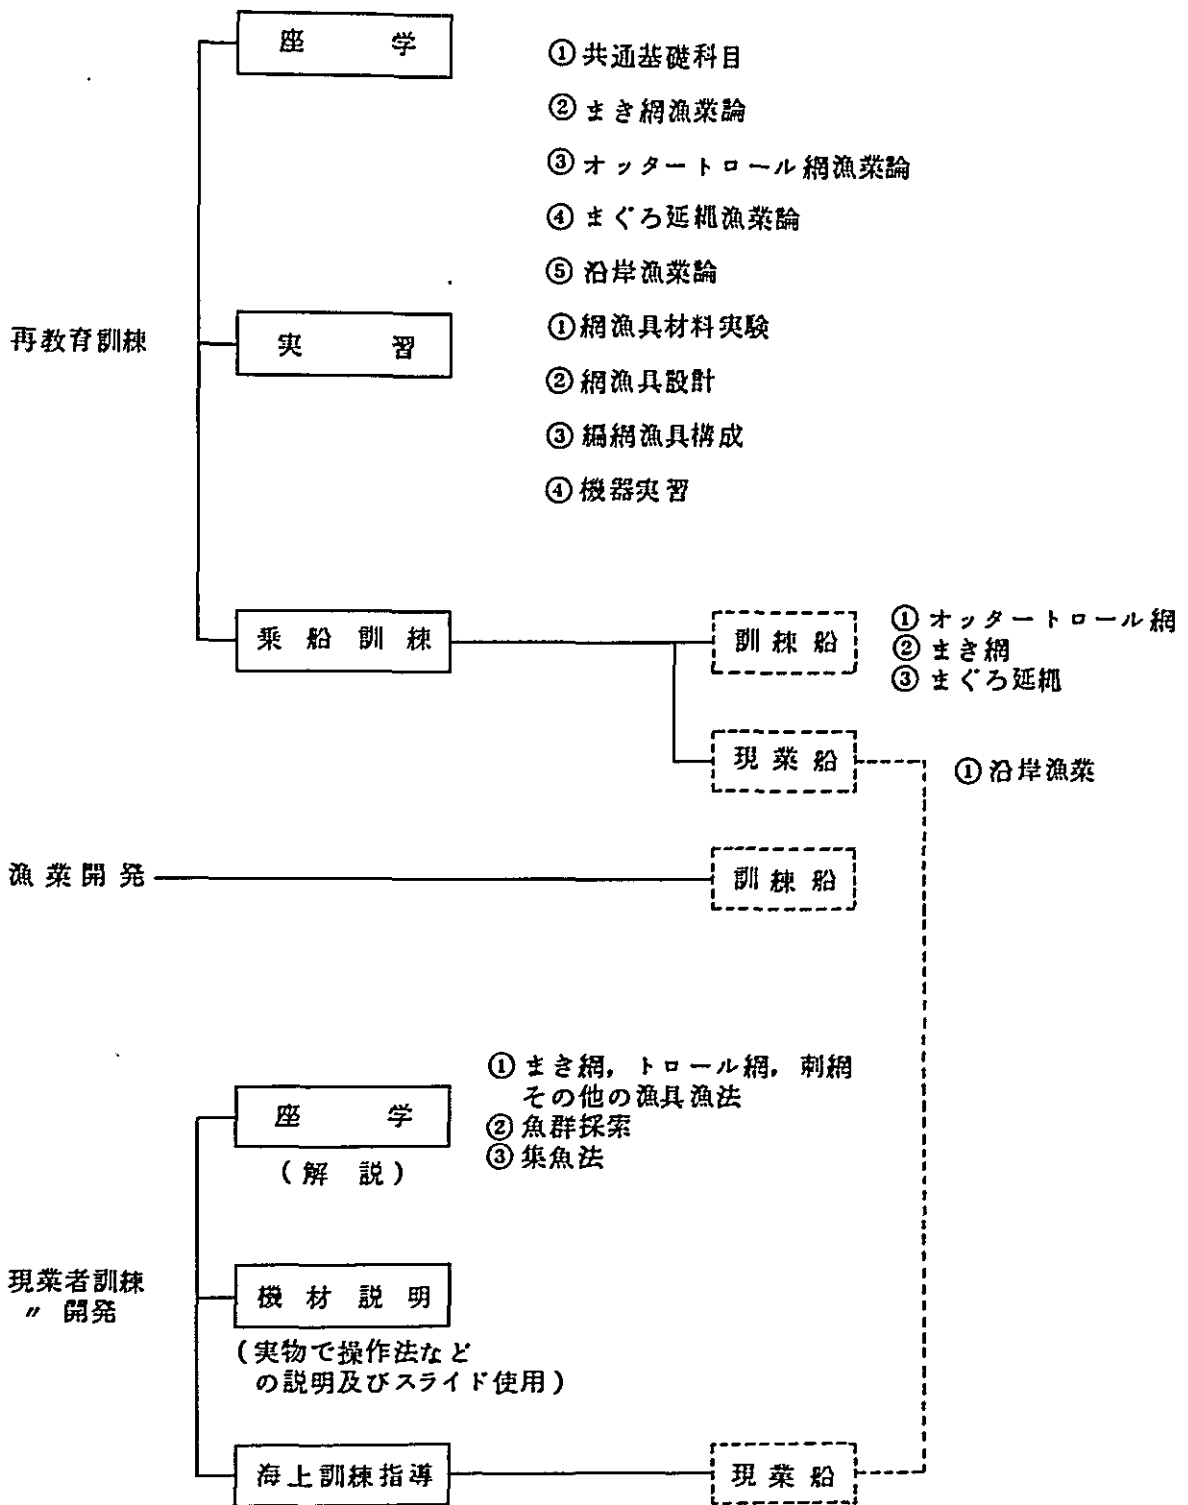 座 学
① 共通基礎科目
② まき網漁業論
③ オッタートロール網漁業論
④ まぐろ延縄漁業論
⑤ 沿岸漁業論
再教育訓練
実 習
① 網漁具材料実験
② 網漁具設計
③ 編網漁具構成
④ 機器実習
乗船訓練
訓練船
① オッタートロール網
② まき網
③ まぐろ延縄
現業船
① 沿岸漁業
漁業開発
訓練船
座 学
(解 説)
① まき網，トロール網，刺網
その他の漁具漁法
② 魚群探索
③ 集魚法
現業者訓練
〃 開発
機材説明
(実物で操作法など
の説明及びスライド使用)
海上訓練指導
現業船